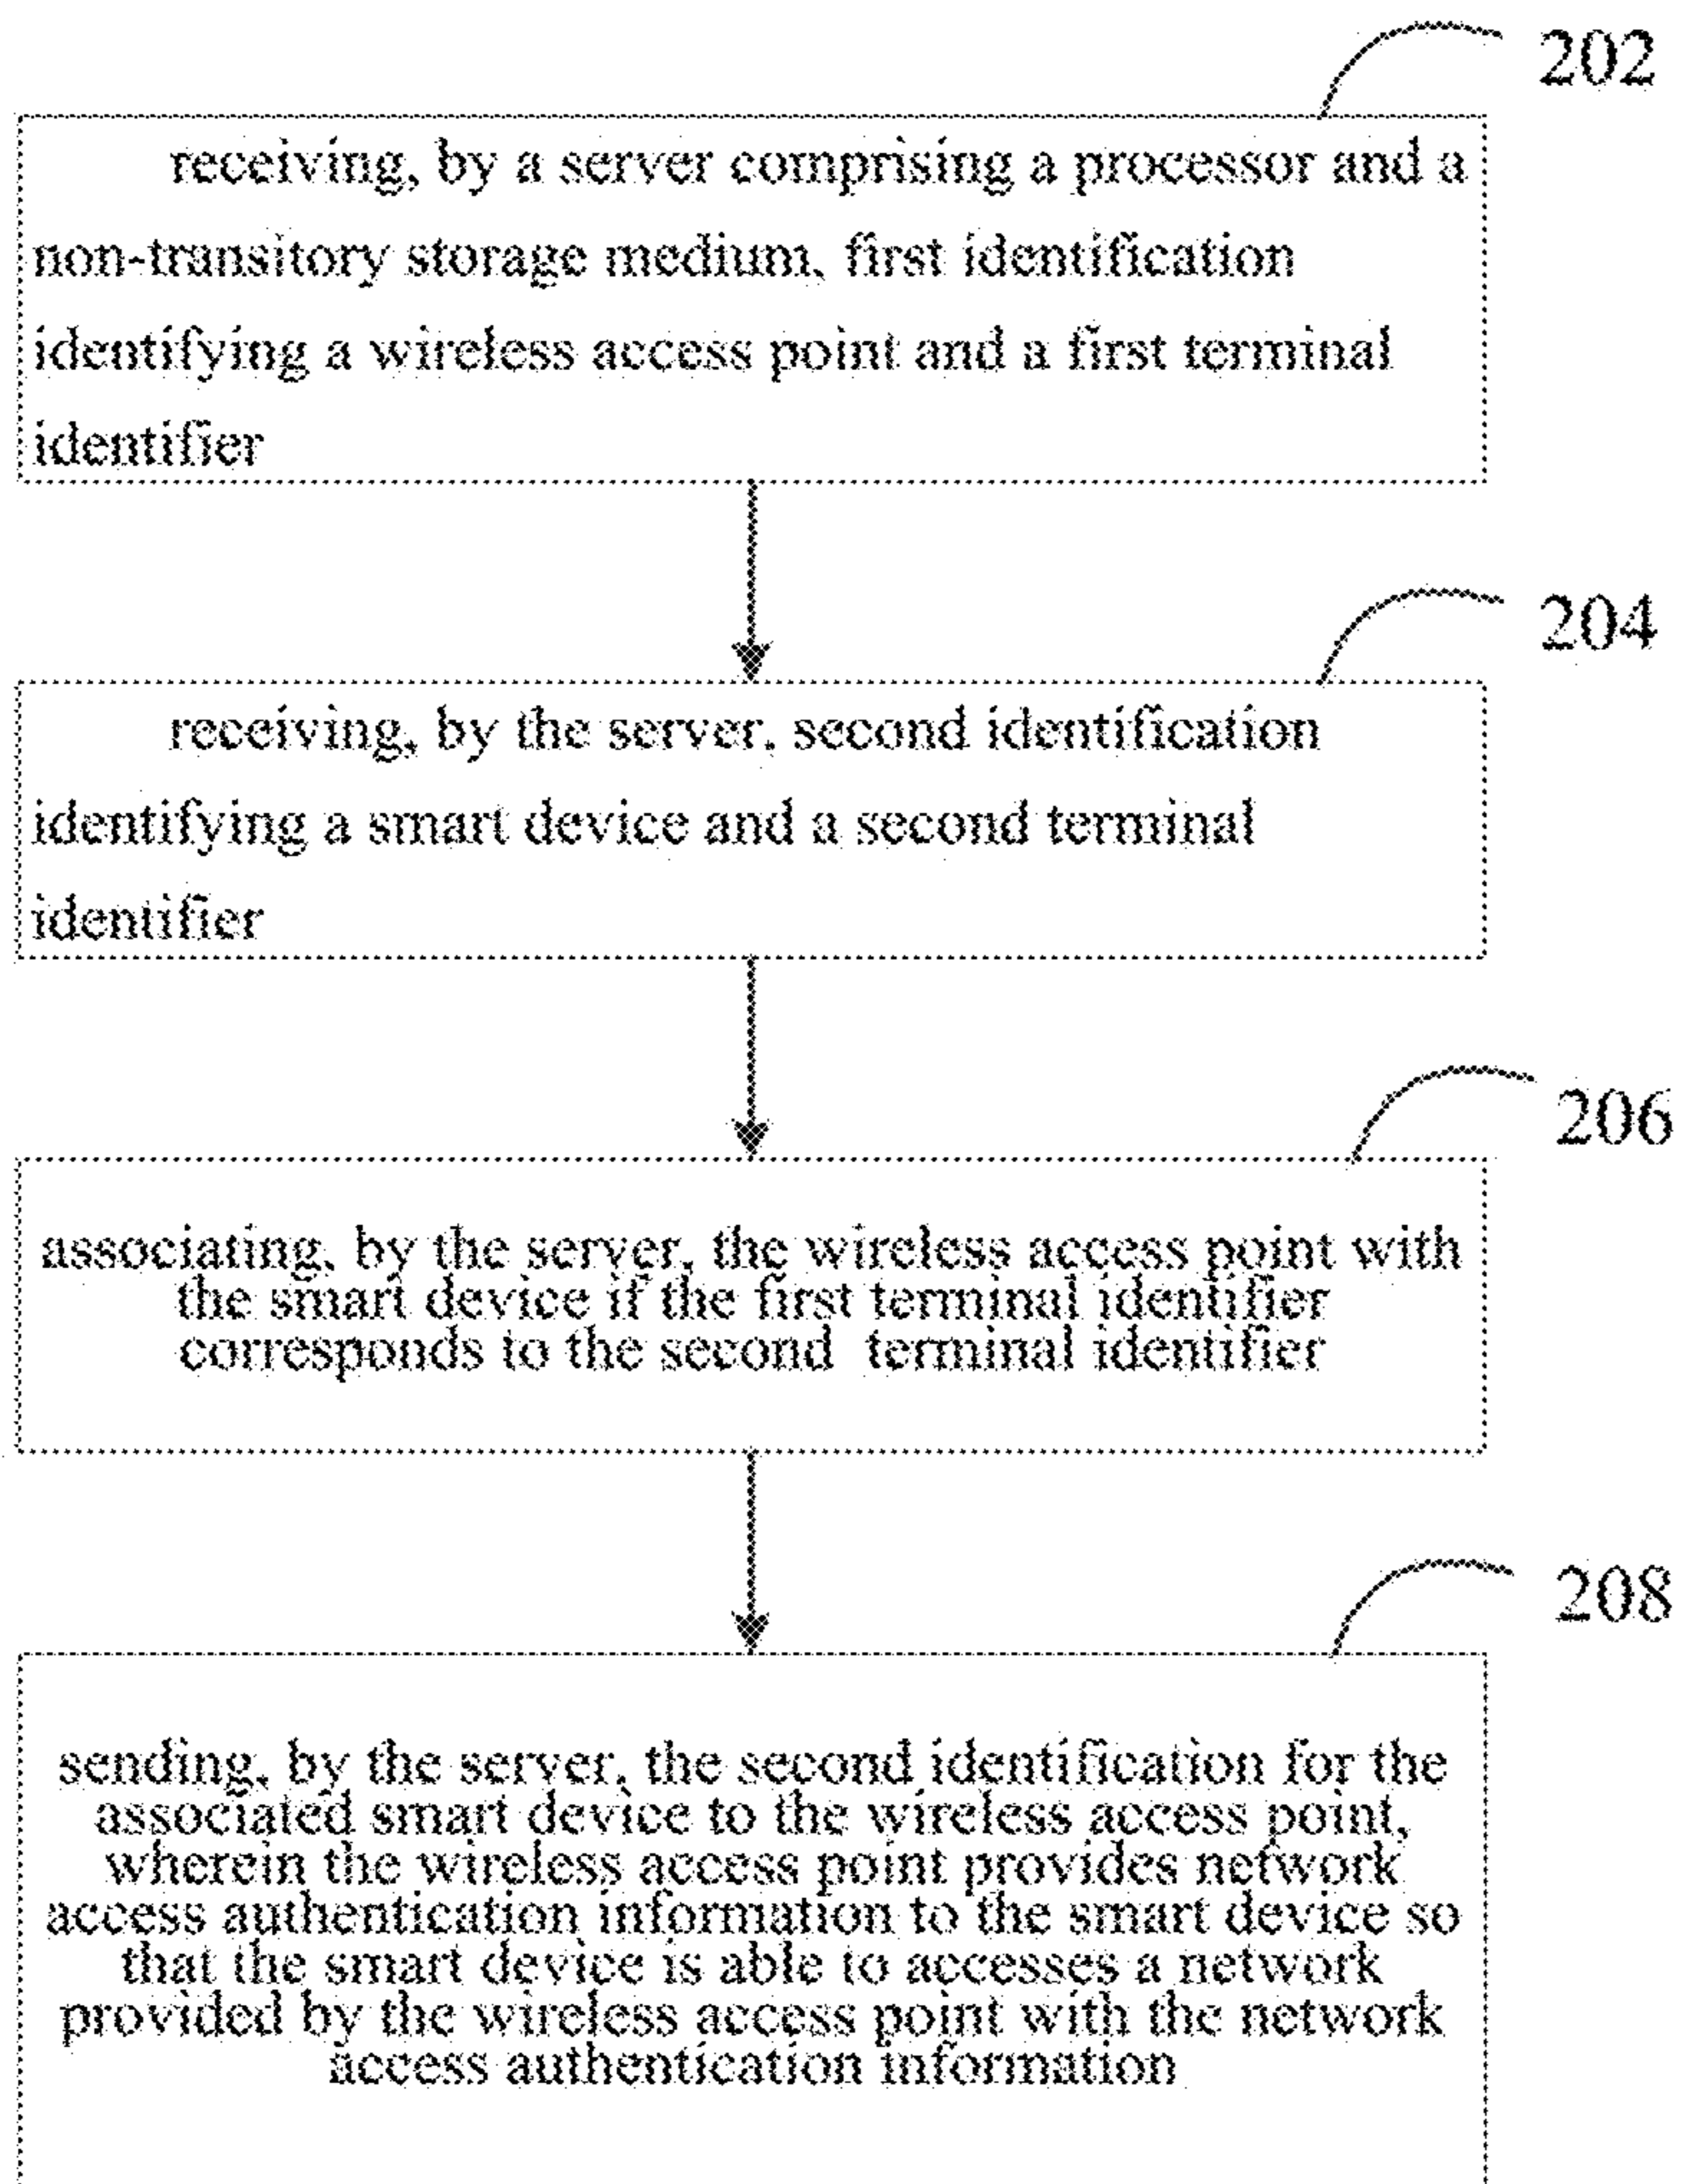 202
receiving, by a server comprising a processor and a
non-transitory storage medium, first identification
identifying a wireless access point and a first terminal
identifier
204
receiving, by the server, second identification
identifying a smart device and a second terminal
identifier
206
associating, by the server, the wireless access point with
the smart device if the first terminal identifier
corresponds to the second terminal identifier
208
sending, by the server, the second identification for the
associated smart device to the wireless access point,
wherein the wireless access point provides network
access authentication information to the smart device so
that the smart device is able to accesses a network
provided by the wireless access point with the network
access authentication information